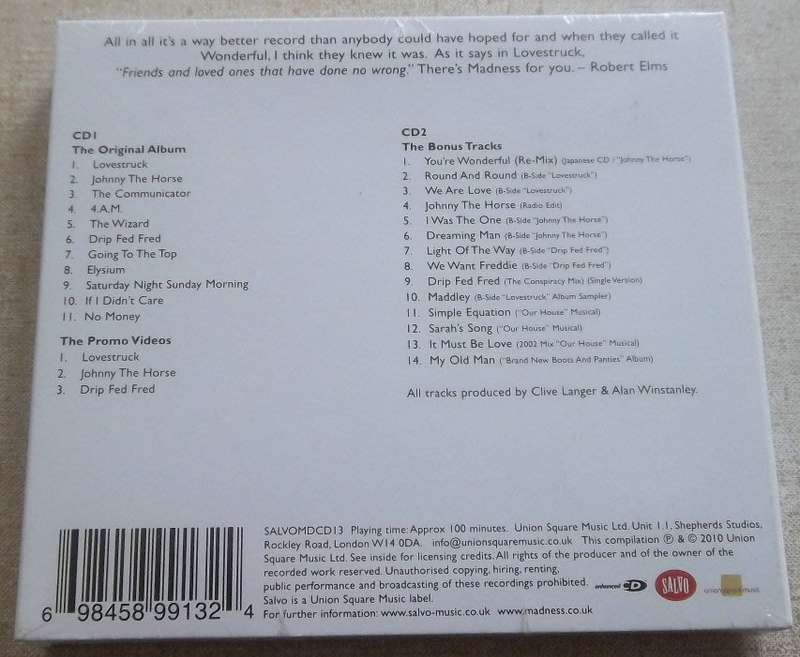 All in all it's a way better record than anybody could have hoped for and when they called it
Wonderful, I think they knew it was. As it says in Lovestruck,
"Friends and loved ones that have done no wrong." There's Madness for you. – Robert Elms
CD1
The Original Album
1. Lovestruck
2. Johnny The Horse
3. The Communicator
4. 4.A.M.
5. The Wizard
6. Drip Fed Fred
7. Going To The Top
8. Elysium
9. Saturday Night Sunday Morning
10. If I Didn't Care
11. No Money
The Promo Videos
1. Lovestruck
2. Johnny The Horse
3. Drip Fed Fred
CD2
The Bonus Tracks
1. You're Wonderful (Re-Mix) (Japanese CD / "Johnny The Horse")
2. Round And Round (B-Side "Lovestruck")
3. We Are Love (B-Side "Lovestruck")
4. Johnny The Horse (Radio Edit)
5. I Was The One (B-Side "Johnny The Horse")
6. Dreaming Man (B-Side "Johnny The Horse")
7. Light Of The Way (B-Side "Drip Fed Fred")
8. We Want Freddie (B-Side "Drip Fed Fred")
9. Drip Fed Fred (The Conspiracy Mix) (Single Version)
10. Maddley (B-Side "Lovestruck" Album Sampler)
11. Simple Equation ("Our House" Musical)
12. Sarah's Song ("Our House" Musical)
13. It Must Be Love (2002 Mix "Our House" Musical)
14. My Old Man ("Brand New Boots And Panties" Album)
All tracks produced by Clive Langer & Alan Winstanley.
SALVOMDCD13 Playing time: Approx 100 minutes. Union Square Music Ltd. Unit 1.1, Shepherds Studios,
Rockley Road, London W14 0DA. info@unionsquaremusic.co.uk This compilation ℗ & © 2010 Union
Square Music Ltd. See inside for licensing credits. All rights of the producer and of the owner of the
recorded work reserved. Unauthorised copying, hiring, renting,
public performance and broadcasting of these recordings prohibited.
Salvo is a Union Square Music label.
For further information: www.salvo-music.co.uk www.madness.co.uk
enhanced CD
SALVO
unionsquaremusic
6 98458 99132 4